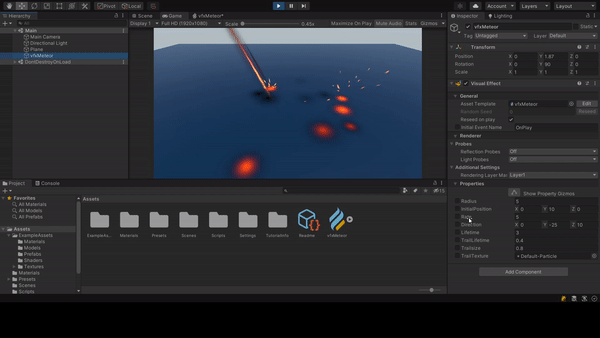 Account
Layers
Layout
Hierarchy
Scene
Game
vfxMeteor*
Inspector
Lighting
Pivot
Local
Display 1
Full HD (1920x1080)
Scale
0.45x
Maximize On Play
Mute Audio
Stats
Gizmos
All
Main
Main Camera
Directional Light
Plane
vfxMeteor
DontDestroyOnLoad
vfxMeteor
Static
Tag
Untagged
Layer
Default
Transform
Position
X 0
Y 1.87
Z 0
Rotation
X 0
Y 90
Z 0
Scale
X 1
Y 1
Z 1
Visual Effect
General
Asset Template
vfxMeteor
Edit
Random Seed
Reseed
Reseed on play
Initial Event Name
OnPlay
Renderer
Probes
Reflection Probes
Off
Light Probes
Off
Additional Settings
Rendering Layer Mas
Layer1
Properties
Show Property Gizmos
Radius
5
InitialPosition
X 0
Y 10
Z 0
Rate
5
Direction
X 0
Y -25
Z 10
Lifetime
3
TrailLifetime
0.4
0.8
TrailTexture
Default-Particle
Add Component
Project
Console
Favorites
All Materials
All Models
All Prefabs
Assets
ExampleAssets
Materials
Models
Prefabs
Shaders
Textures
Materials
Presets
Scenes
Scripts
Assets
ExampleAs...
Materials
Presets
Scenes
Scripts
Settings
TutorialInfo
Readme
vfxMeteor